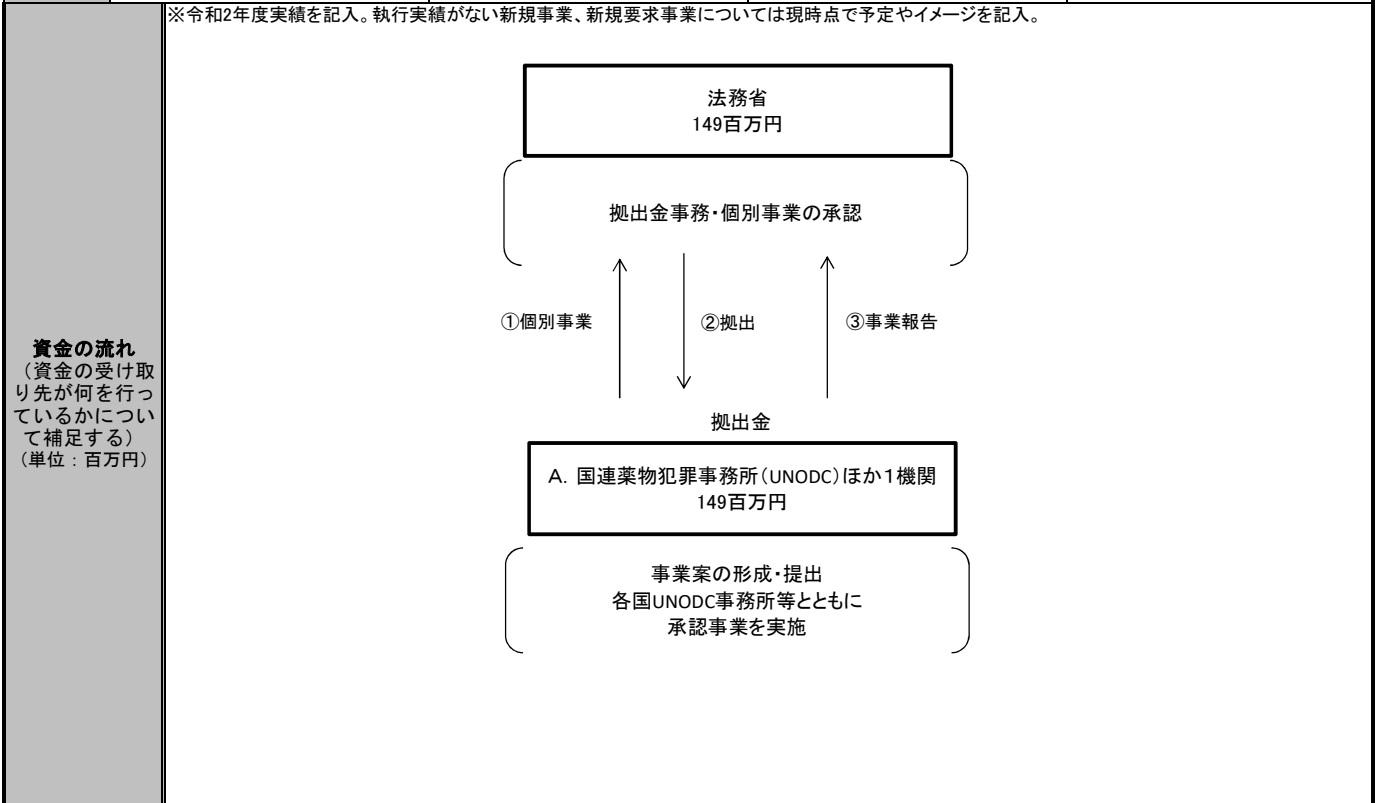 ※令和2年度実績を記入。執行実績がない新規事業、新規要求事業については現時点で予定やイメージを記入。
法務省
149百万円
拠出金事務・個別事業の承認
①個別事業
②拠出
③事業報告
資金の流れ
（資金の受け取
り先が何を行っ
ているかについ
て補足する）
（単位：百万円）
拠出金
A. 国連薬物犯罪事務所(UNODC)ほか1機関
149百万円
事業案の形成・提出
各国UNODC事務所等とともに
承認事業を実施